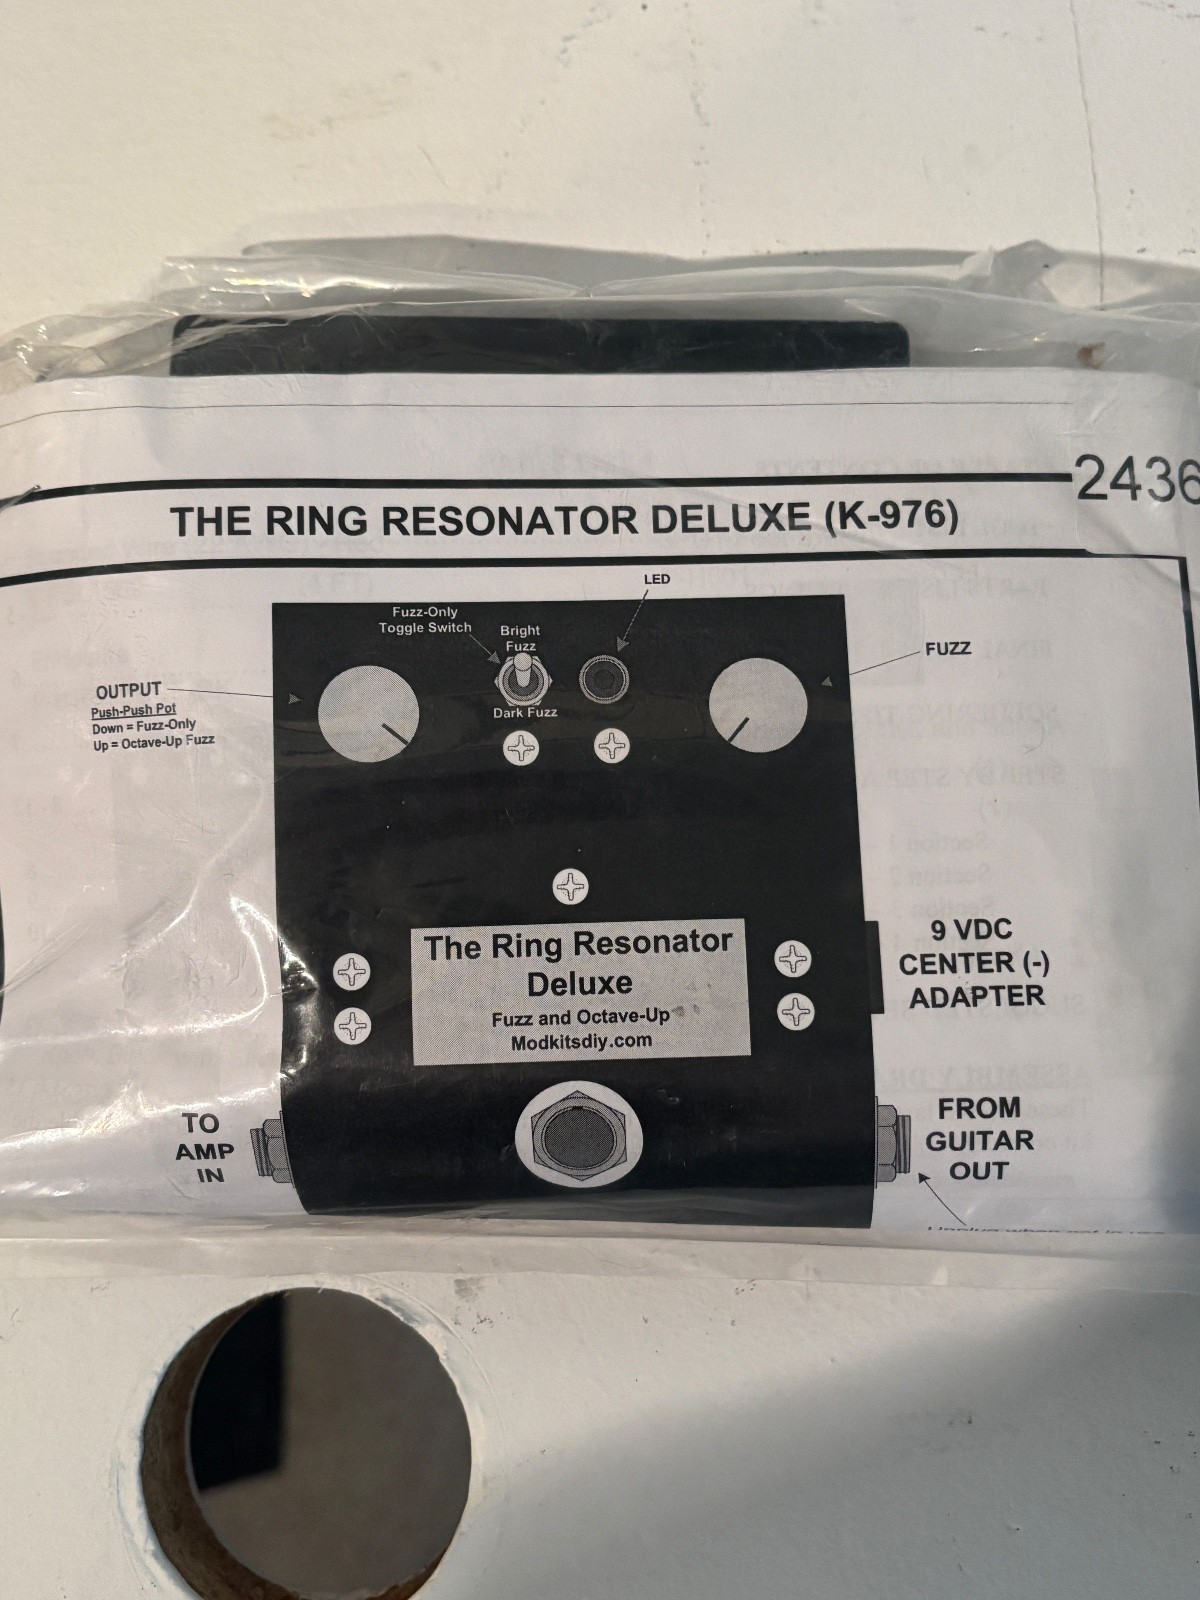 2436
THE RING RESONATOR DELUXE (K-976)
LED
Fuzz-Only
Toggle Switch
Bright
Fuzz
Dark Fuzz
FUZZ
OUTPUT
Push-Push Pot
Down = Fuzz-Only
Up = Octave-Up Fuzz
The Ring Resonator
Deluxe
Fuzz and Octave-Up
Modkitsdiy.com
9 VDC
CENTER (-)
ADAPTER
TO
AMP
IN
FROM
GUITAR
OUT